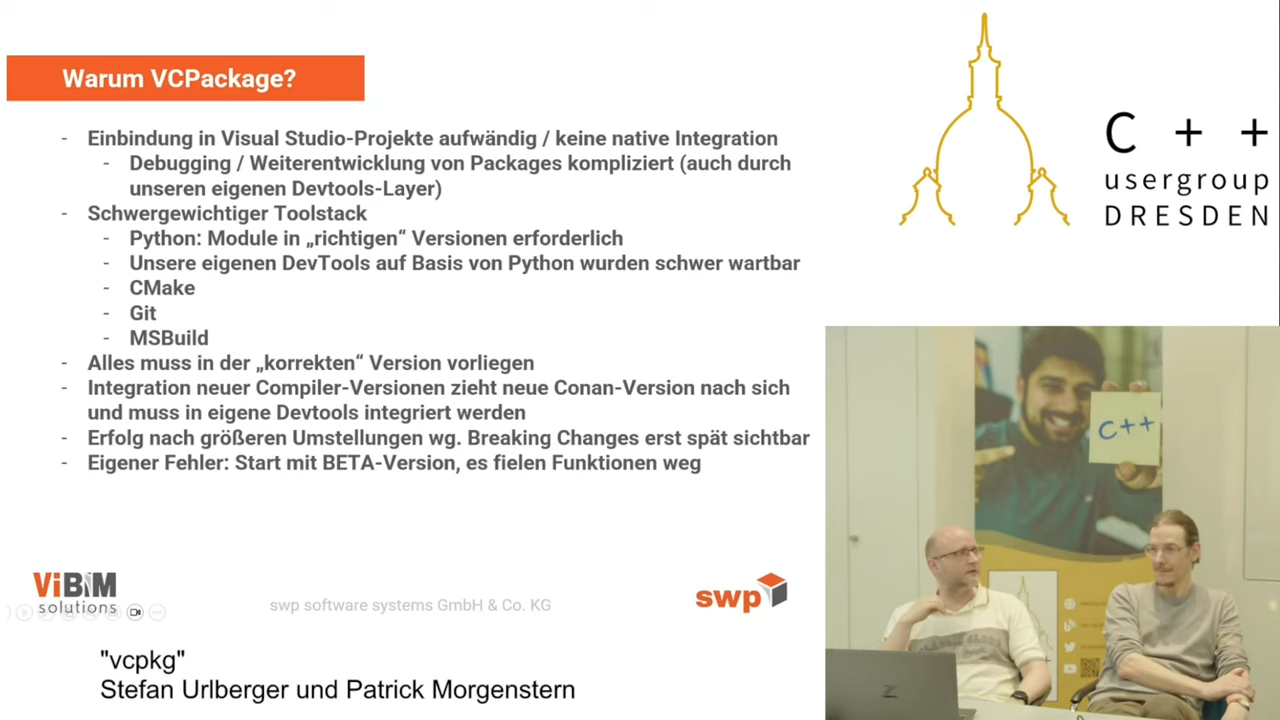 Warum VCPackage?
- Einbindung in Visual Studio-Projekte aufwändig / keine native Integration
- Debugging / Weiterentwicklung von Packages kompliziert (auch durch
unseren eigenen Devtools-Layer)
- Schwergewichtiger Toolstack
- Python: Module in „richtigen“ Versionen erforderlich
- Unsere eigenen DevTools auf Basis von Python wurden schwer wartbar
- CMake
- Git
- MSBuild
- Alles muss in der „korrekten“ Version vorliegen
- Integration neuer Compiler-Versionen zieht neue Conan-Version nach sich
und muss in eigene Devtools integriert werden
- Erfolg nach größeren Umstellungen wg. Breaking Changes erst spät sichtbar
- Eigener Fehler: Start mit BETA-Version, es fielen Funktionen weg
ViBiM
solutions
swp software systems GmbH & Co. KG
swp
"vcpkg"
Stefan Urlberger und Patrick Morgenstern
C + +
usergroup
DRESDEN
C++